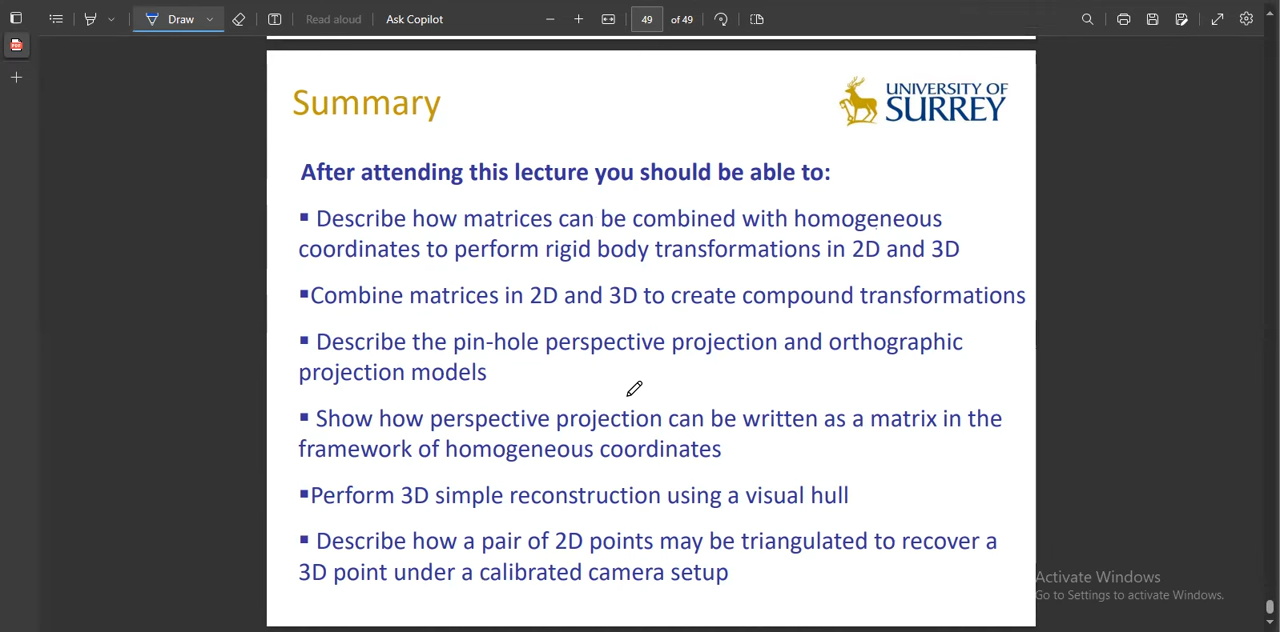 Draw
Read aloud
Ask Copilot
49
of 49
PDF
Summary
UNIVERSITY OF
SURREY
After attending this lecture you should be able to:
▪ Describe how matrices can be combined with homogeneous
coordinates to perform rigid body transformations in 2D and 3D
▪Combine matrices in 2D and 3D to create compound transformations
▪ Describe the pin-hole perspective projection and orthographic
projection models
▪ Show how perspective projection can be written as a matrix in the
framework of homogeneous coordinates
▪Perform 3D simple reconstruction using a visual hull
▪ Describe how a pair of 2D points may be triangulated to recover a
3D point under a calibrated camera setup
Activate Windows
Go to Settings to activate Windows.